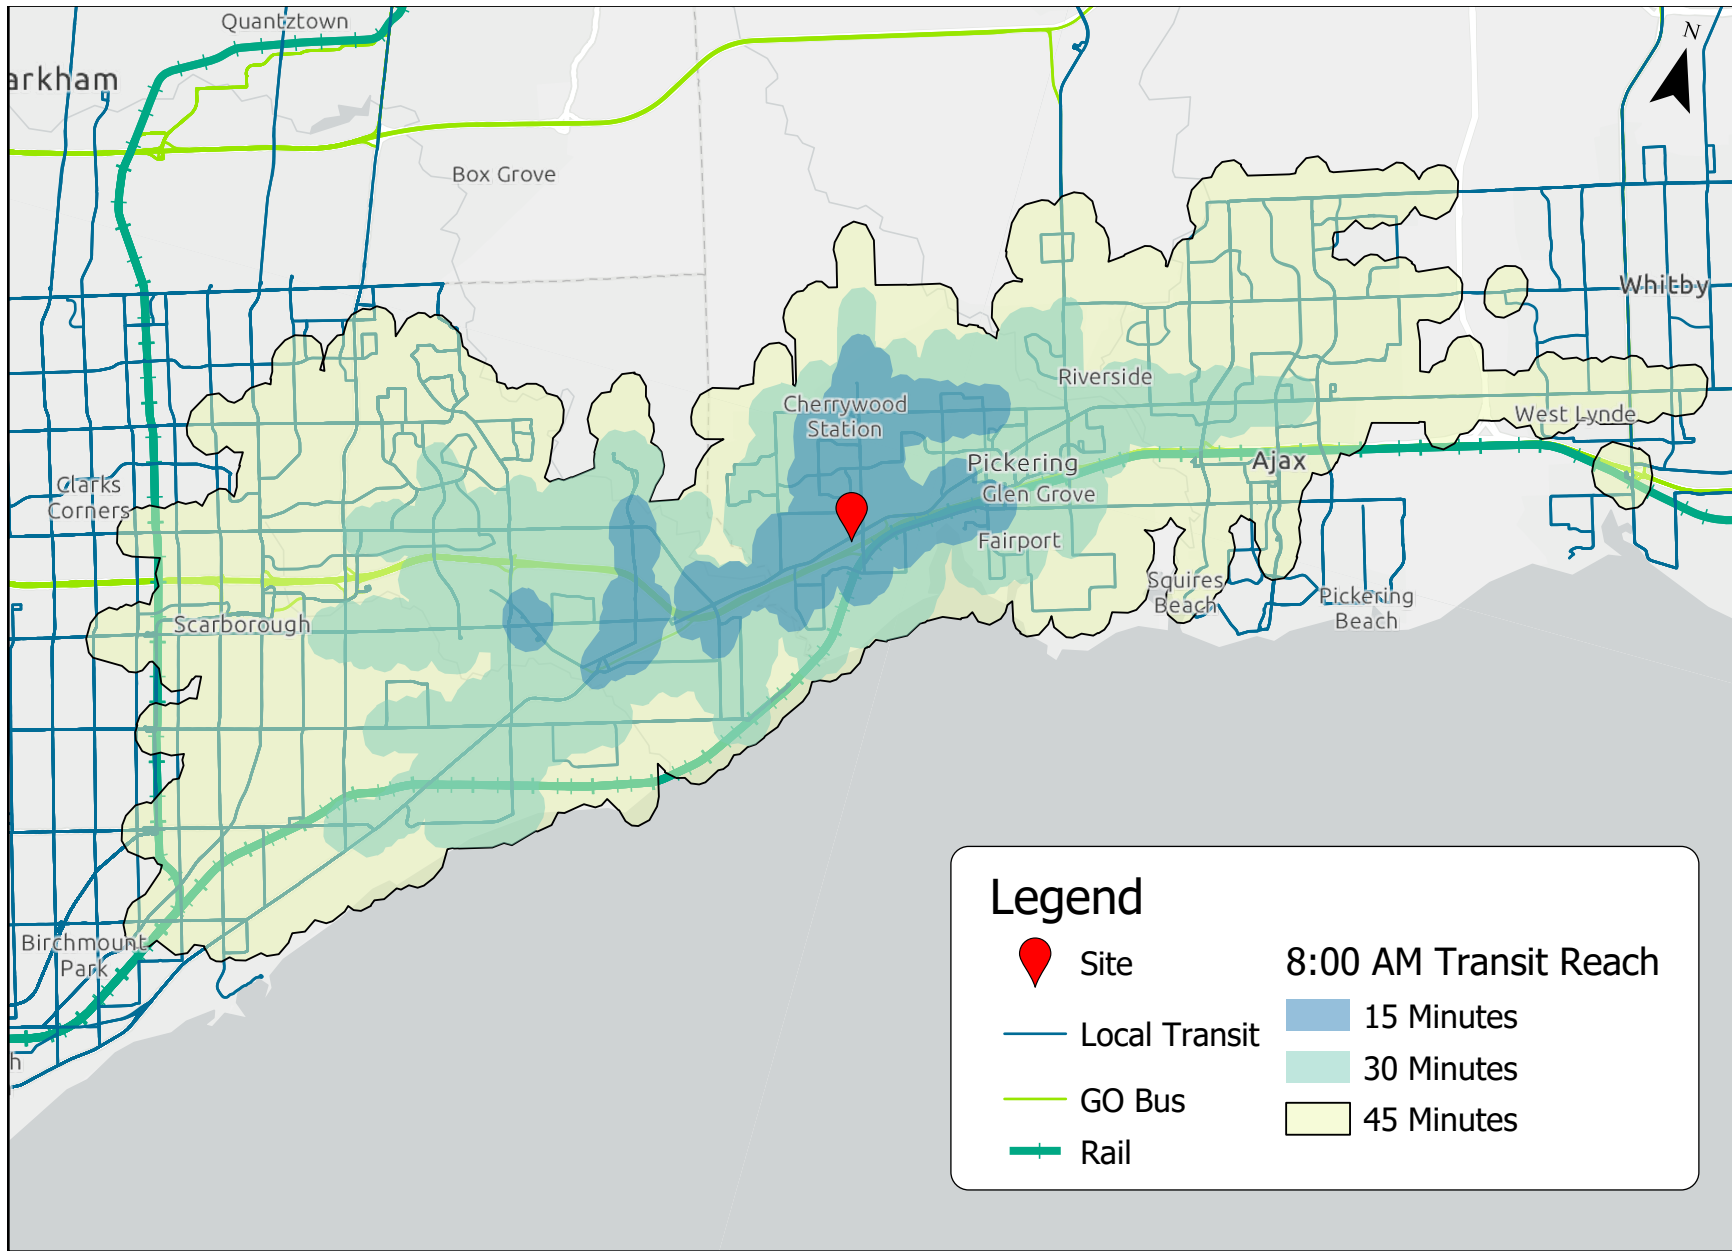 Quantztown
N
arkham
Box Grove
Whitby
Riverside
Cherrywood
Station
West Lynde
Pickering
Ajax
Clarks
Corners
Glen Grove
Fairport
Squires
Beach
Pickering
Beach
Scarborough
Birchmount
Park
h
Legend
Site
Local Transit
GO Bus
Rail
8:00 AM Transit Reach
15 Minutes
30 Minutes
45 Minutes